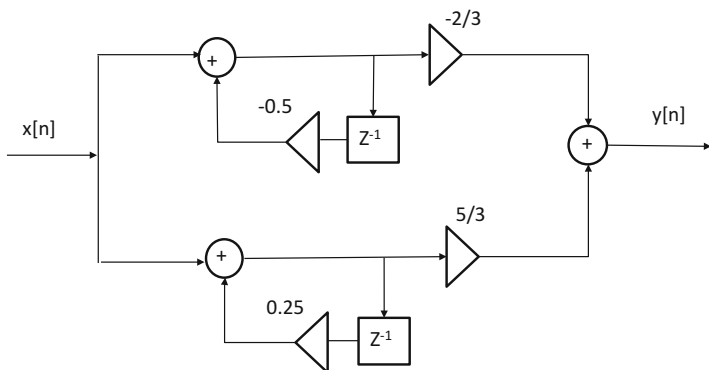 -2/3
+
-0.5
Z-1
x[n]
y[n]
+
5/3
+
0.25
Z-1